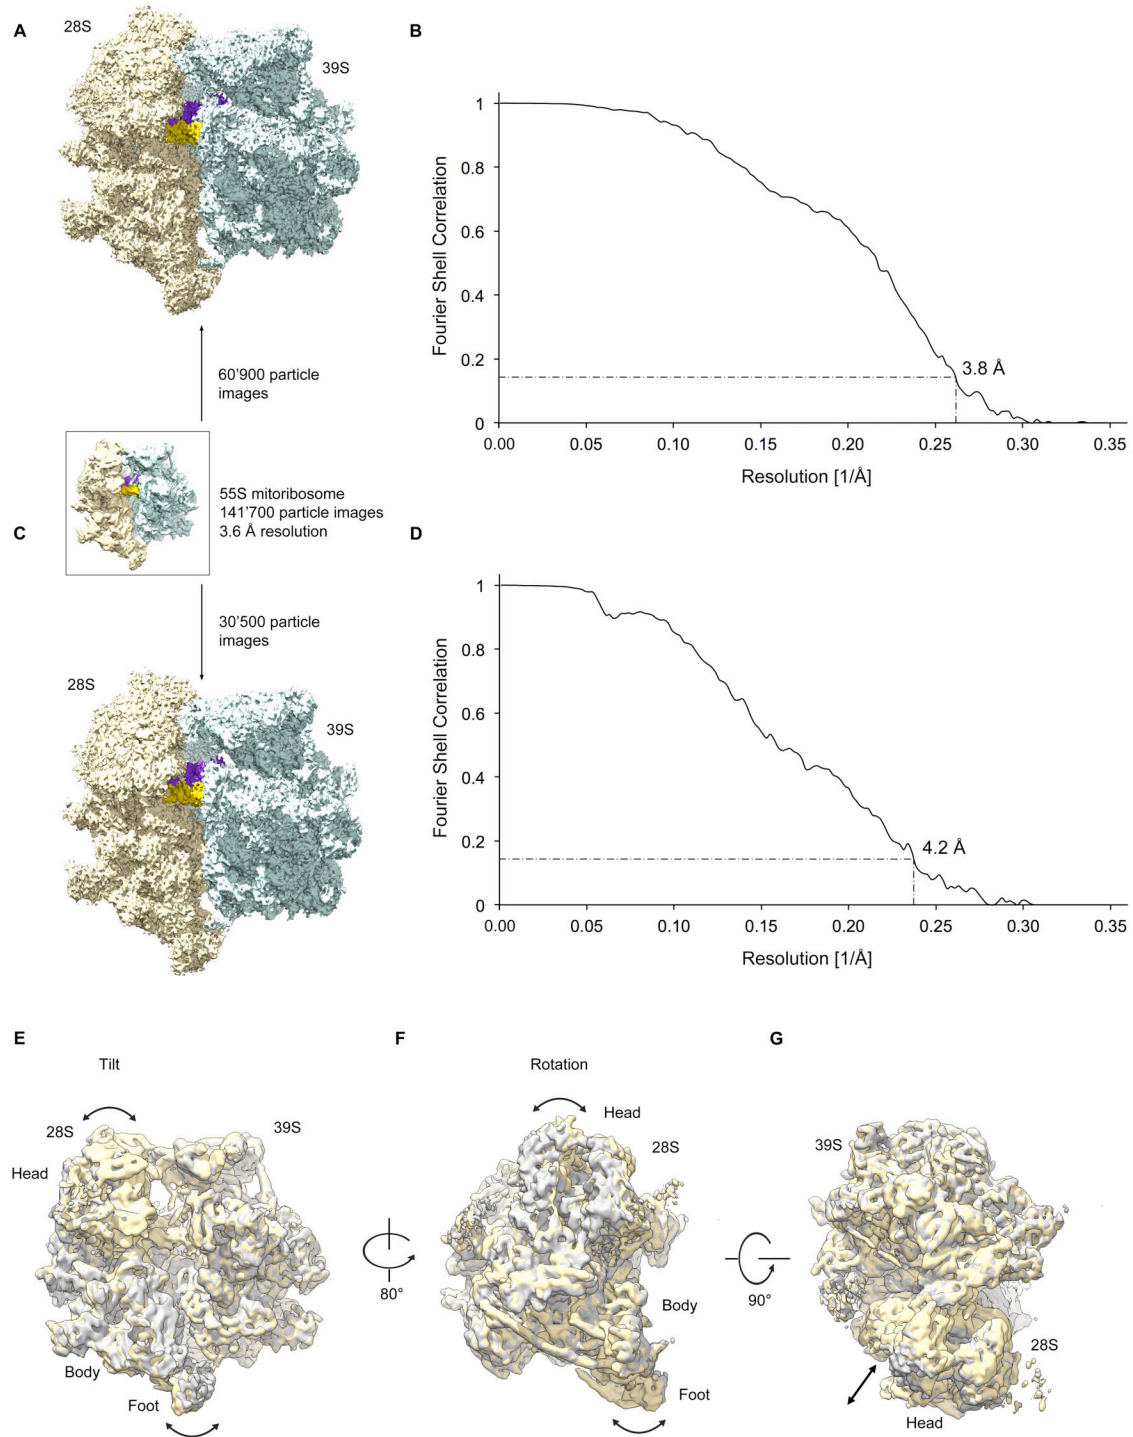 A
28S
39S
B
1
0.8
0.6
0.4
0.2
0
Fourier Shell Correlation
3.8 Å
0.00
0.05
0.10
0.15
0.20
0.25
0.30
0.35
Resolution [1/Å]
60'900 particle
images
55S mitoribosome
141'700 particle images
3.6 Å resolution
C
30'500 particle
images
28S
39S
D
1
0.8
0.6
0.4
0.2
0
Fourier Shell Correlation
4.2 Å
0.00
0.05
0.10
0.15
0.20
0.25
0.30
0.35
Resolution [1/Å]
E
Tilt
28S
39S
Head
Body
Foot
80°
F
Rotation
Head
28S
Body
Foot
90°
G
39S
28S
Head